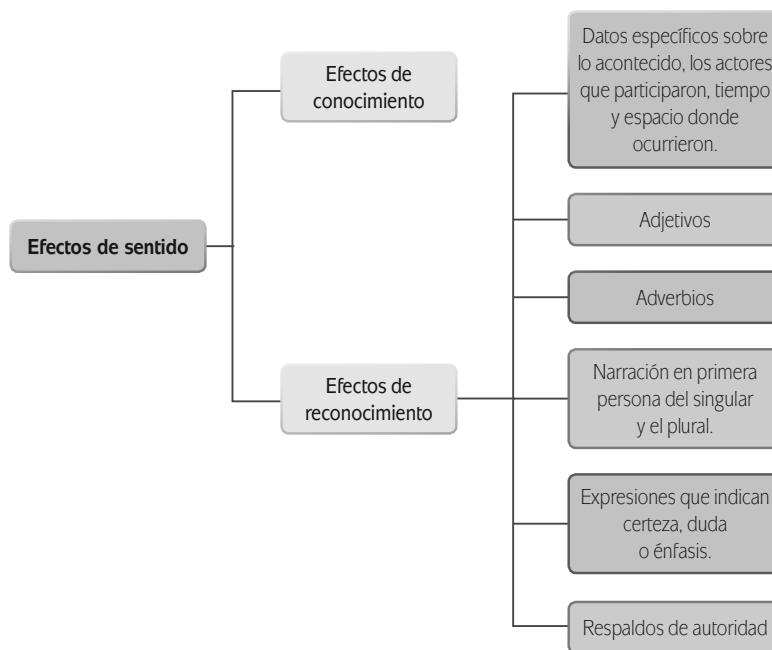 Efectos de sentido
Efectos de
conocimiento
Efectos de
reconocimiento
Datos específicos sobre
lo acontecido, los actores
que participaron, tiempo
y espacio donde
ocurrieron.
Adjetivos
Adverbios
Narración en primera
persona del singular
y el plural.
Expresiones que indican
certeza, duda
o énfasis.
Respaldos de autoridad